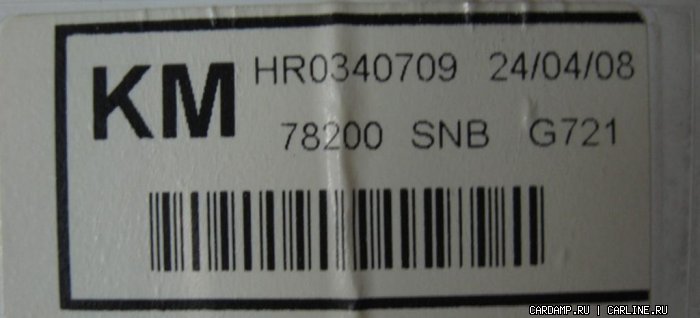 KM HR0340709 24/04/08
78200 SNB G721
CARDAMP.RU | CARLINE.RU